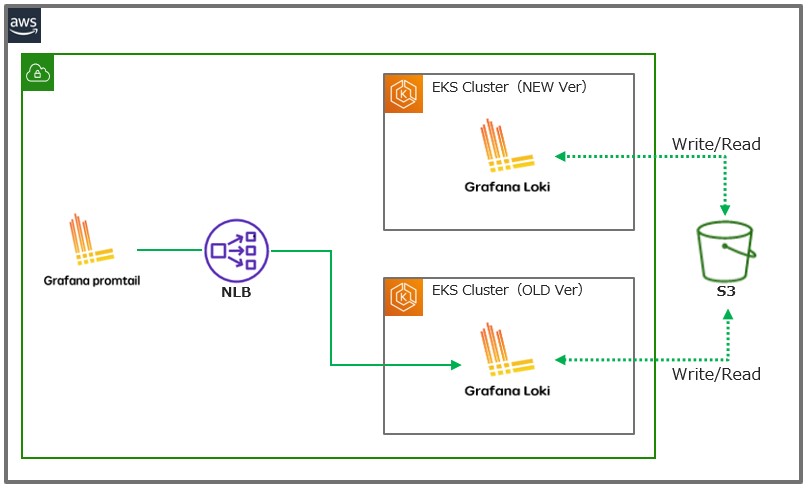 aws
EKS Cluster（NEW Ver）
Grafana Loki
Write/Read
Grafana promtail
NLB
S3
EKS Cluster（OLD Ver）
Grafana Loki
Write/Read